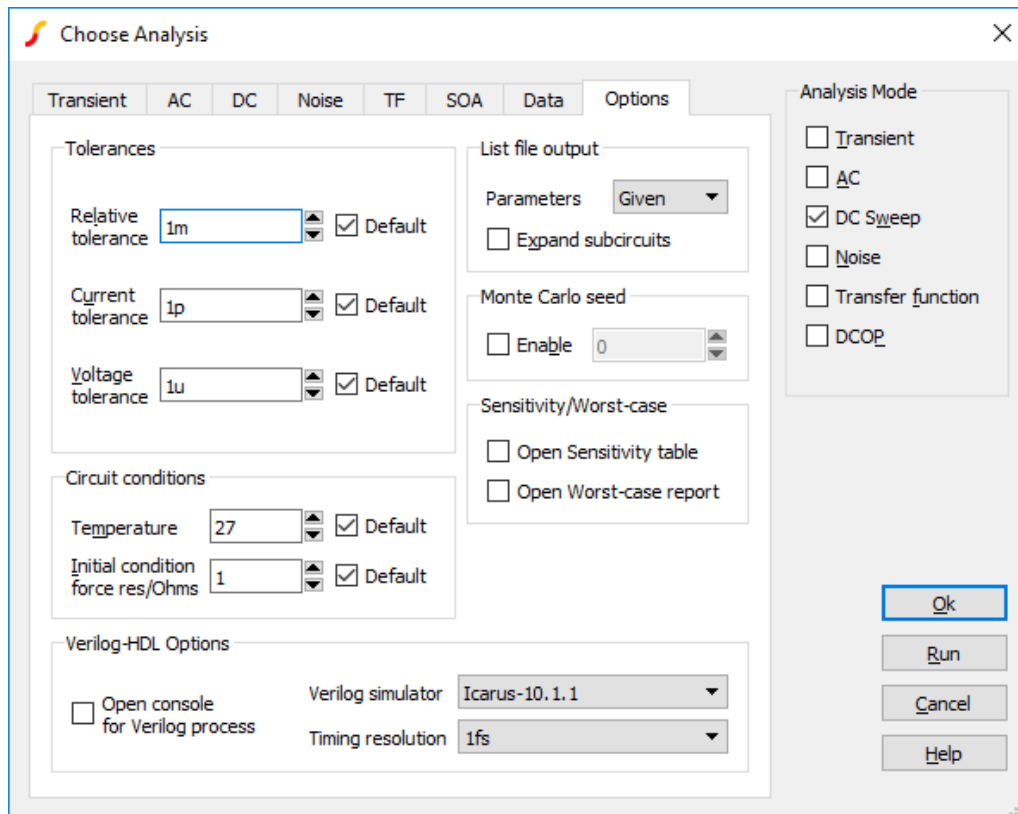 Choose Analysis
Transient AC DC Noise TF SOA Data Options
Tolerances
Relative
tolerance
1m
Default
Current
tolerance
1p
Default
Voltage
tolerance
1u
Default
Circuit conditions
Temperature
27
Default
Initial condition
force res/Ohms
1
Default
List file output
Parameters
Given
Expand subcircuits
Monte Carlo seed
Enable
0
Sensitivity/Worst-case
Open Sensitivity table
Open Worst-case report
Verilog-HDL Options
Open console
for Verilog process
Verilog simulator
Icarus-10.1.1
Timing resolution
1fs
Analysis Mode
Transient
AC
DC Sweep
Noise
Transfer function
DCOP
Ok
Run
Cancel
Help